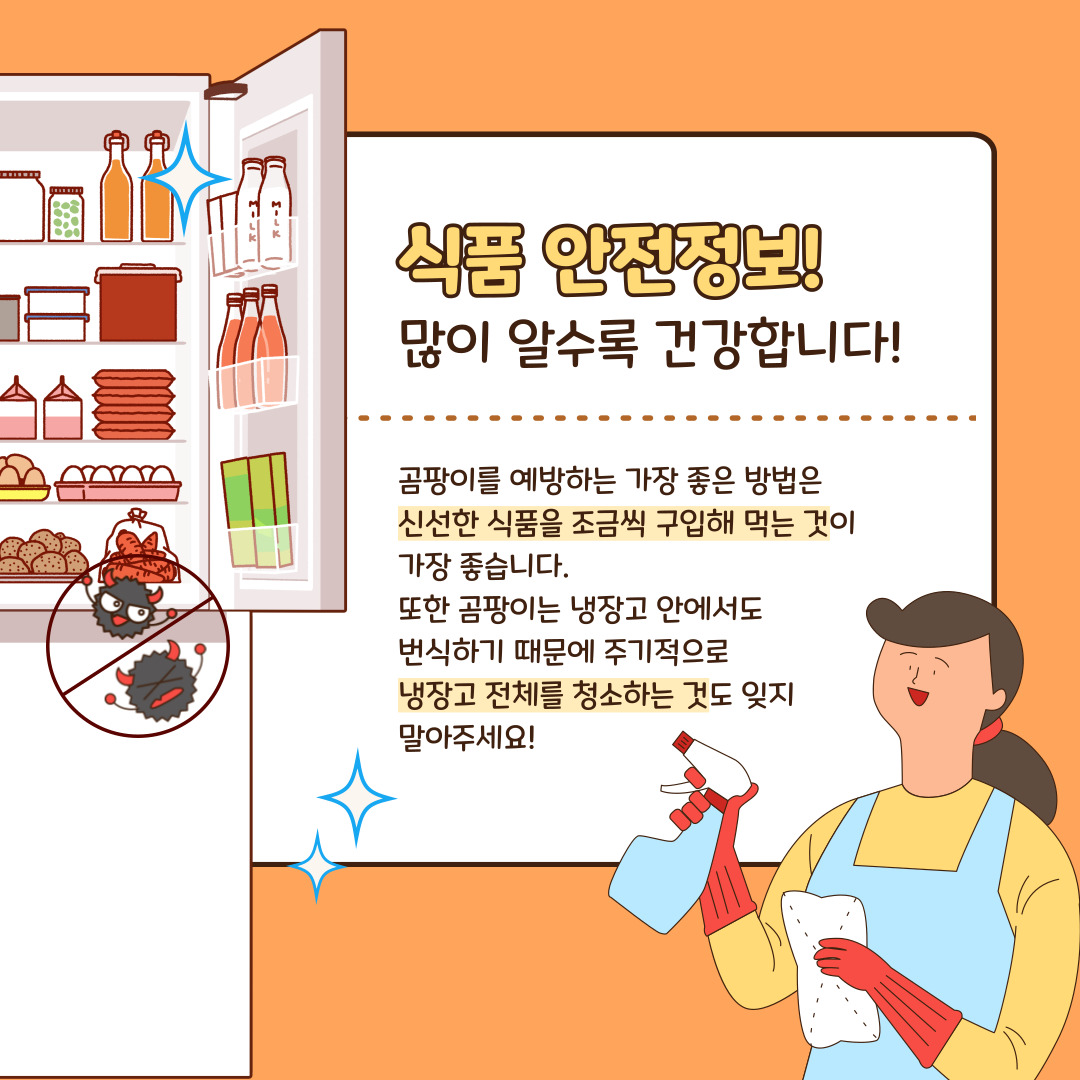 MILK
MILK
식품 안전정보!
많이 알수록 건강합니다!
곰팡이를 예방하는 가장 좋은 방법은
신선한 식품을 조금씩 구입해 먹는 것이
가장 좋습니다.
또한 곰팡이는 냉장고 안에서도
번식하기 때문에 주기적으로
냉장고 전체를 청소하는 것도 잊지
말아주세요!